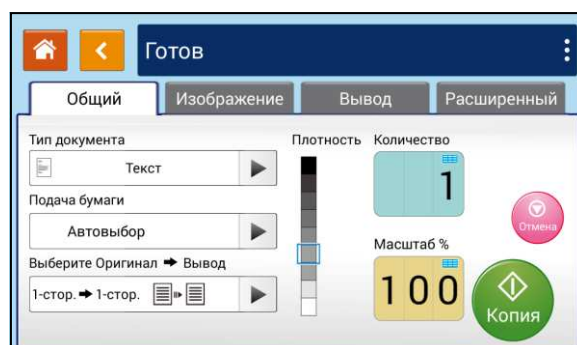 Готов
Общий
Изображение
Вывод
Расширенный
Тип документа
Плотность
Количество
Текст
1
Подача бумаги
Автовыбор
Отмена
Масштаб %
Выберите Оригинал ➡ Вывод
100
1-стор. ➡ 1-стор.
Копия